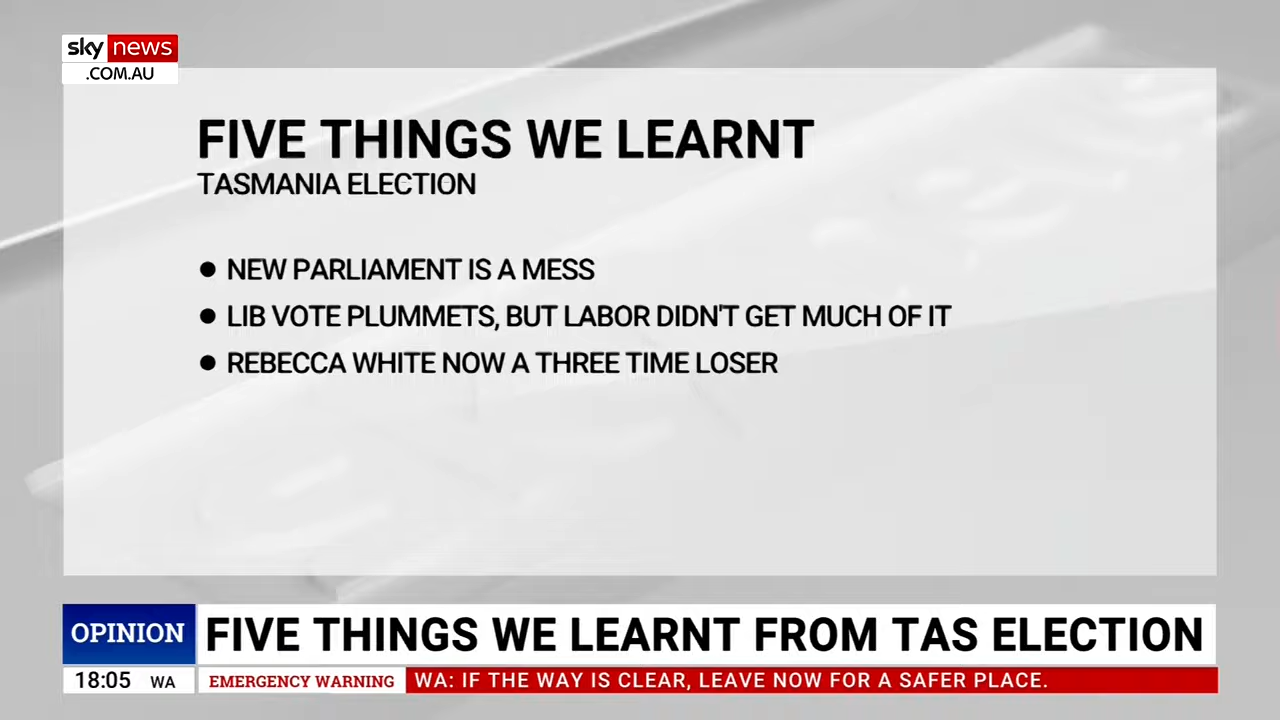 sky news
.COM.AU
FIVE THINGS WE LEARNT
TASMANIA ELECTION
● NEW PARLIAMENT IS A MESS
● LIB VOTE PLUMMETS, BUT LABOR DIDN'T GET MUCH OF IT
● REBECCA WHITE NOW A THREE TIME LOSER
OPINION FIVE THINGS WE LEARNT FROM TAS ELECTION
18:05 WA EMERGENCY WARNING WA: IF THE WAY IS CLEAR, LEAVE NOW FOR A SAFER PLACE.